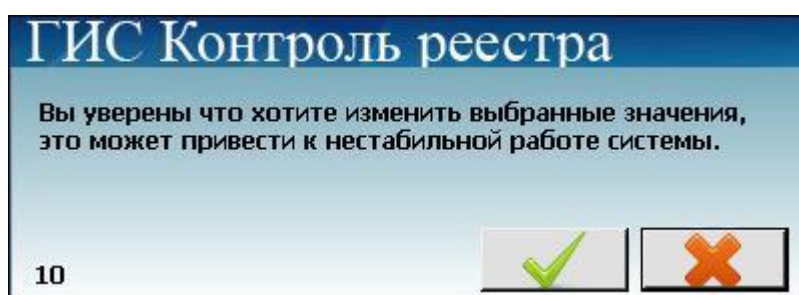 ГИС Контроль реестра
Вы уверены что хотите изменить выбранные значения,
это может привести к нестабильной работе системы.
10